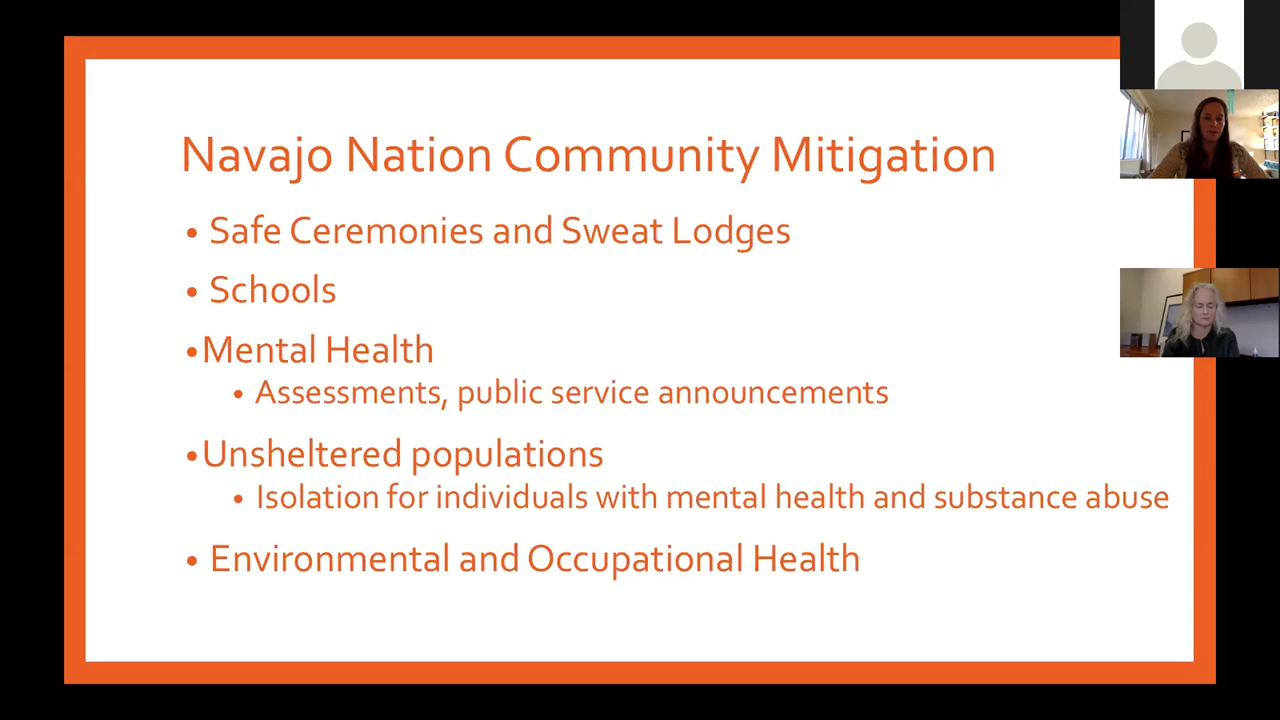 Navajo Nation Community Mitigation
• Safe Ceremonies and Sweat Lodges
• Schools
•Mental Health
• Assessments, public service announcements
•Unsheltered populations
• Isolation for individuals with mental health and substance abuse
• Environmental and Occupational Health